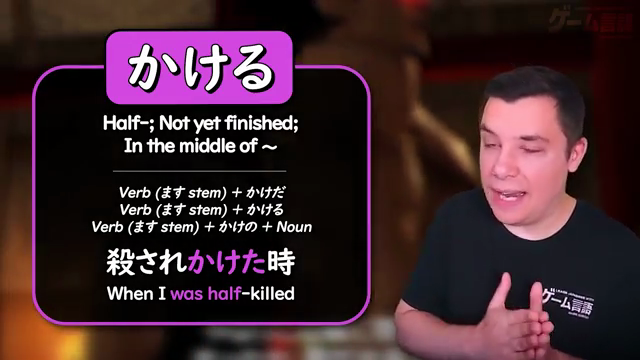 かける
Half-; Not yet finished;
In the middle of ～
Verb (ます stem) + かけだ
Verb (ます stem) + かける
Verb (ます stem) + かけの + Noun
殺されかけた時
When I was half-killed
ゲーム言語
ゲーム言語